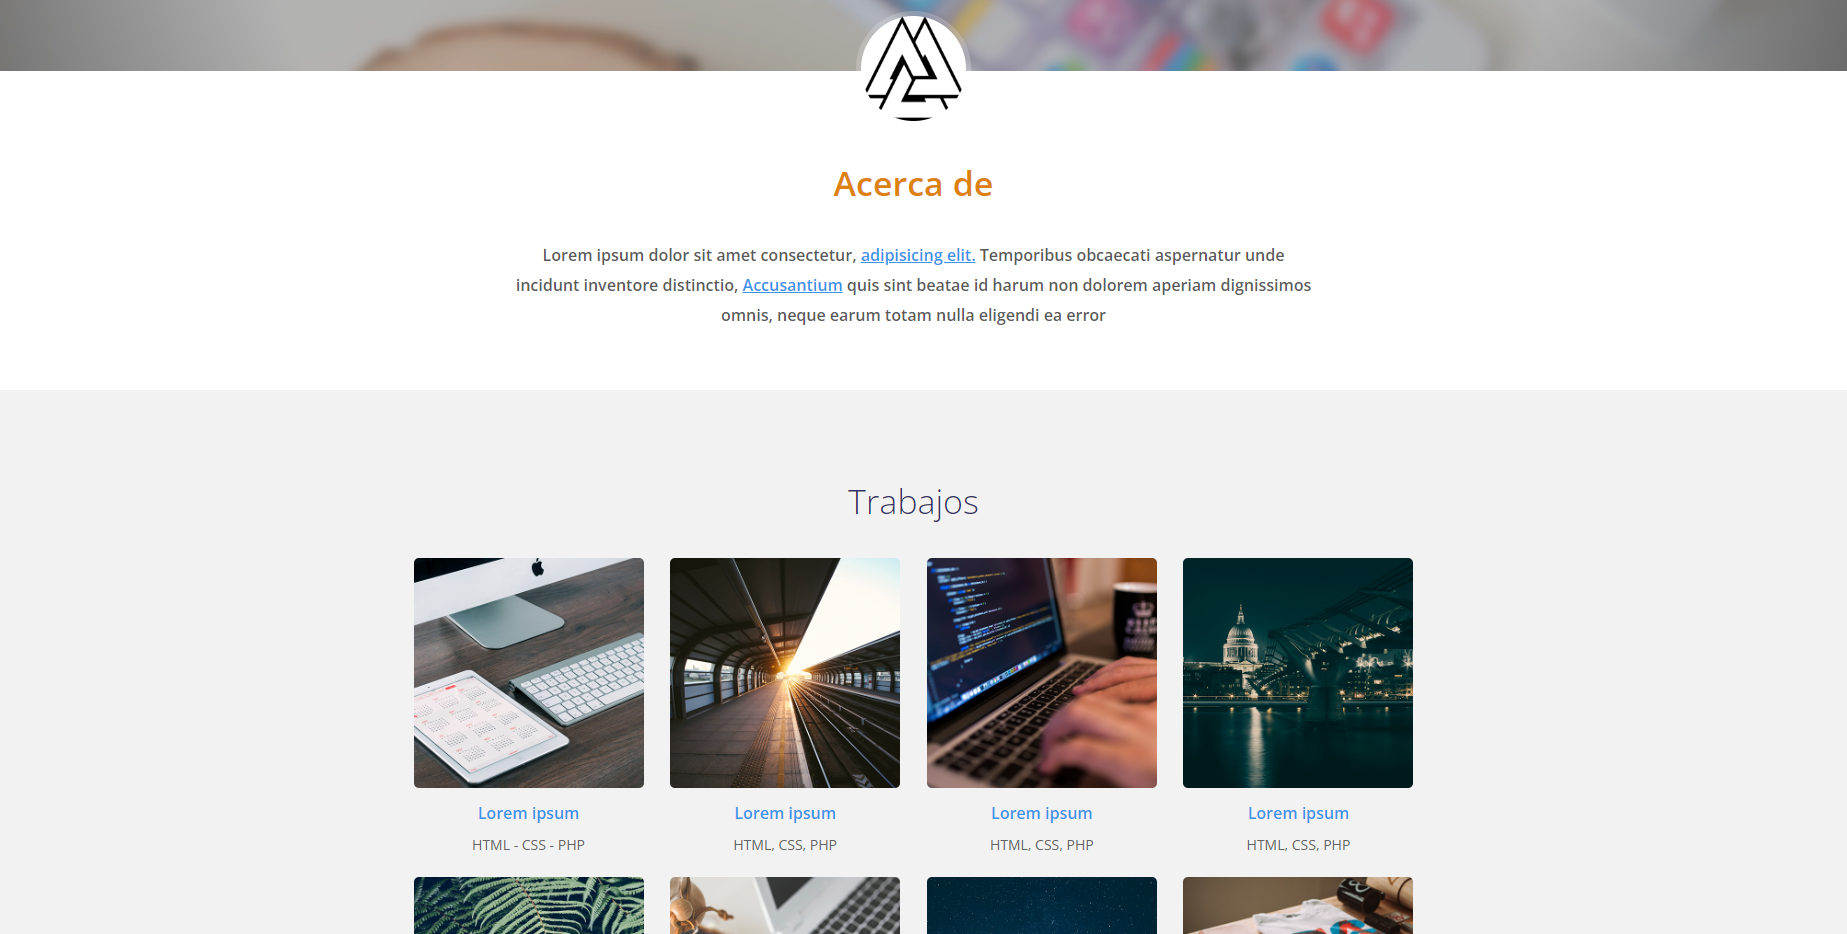 Acerca de
Lorem ipsum dolor sit amet consectetur, adipisicing elit. Temporibus obcaecati aspernatur unde
incidunt inventore distinctio, Accusantium quis sint beatae id harum non dolorem aperiam dignissimos
omnis, neque earum totam nulla eligendi ea error
Trabajos
Lorem ipsum
HTML - CSS - PHP
Lorem ipsum
HTML, CSS, PHP
Lorem ipsum
HTML, CSS, PHP
Lorem ipsum
HTML, CSS, PHP